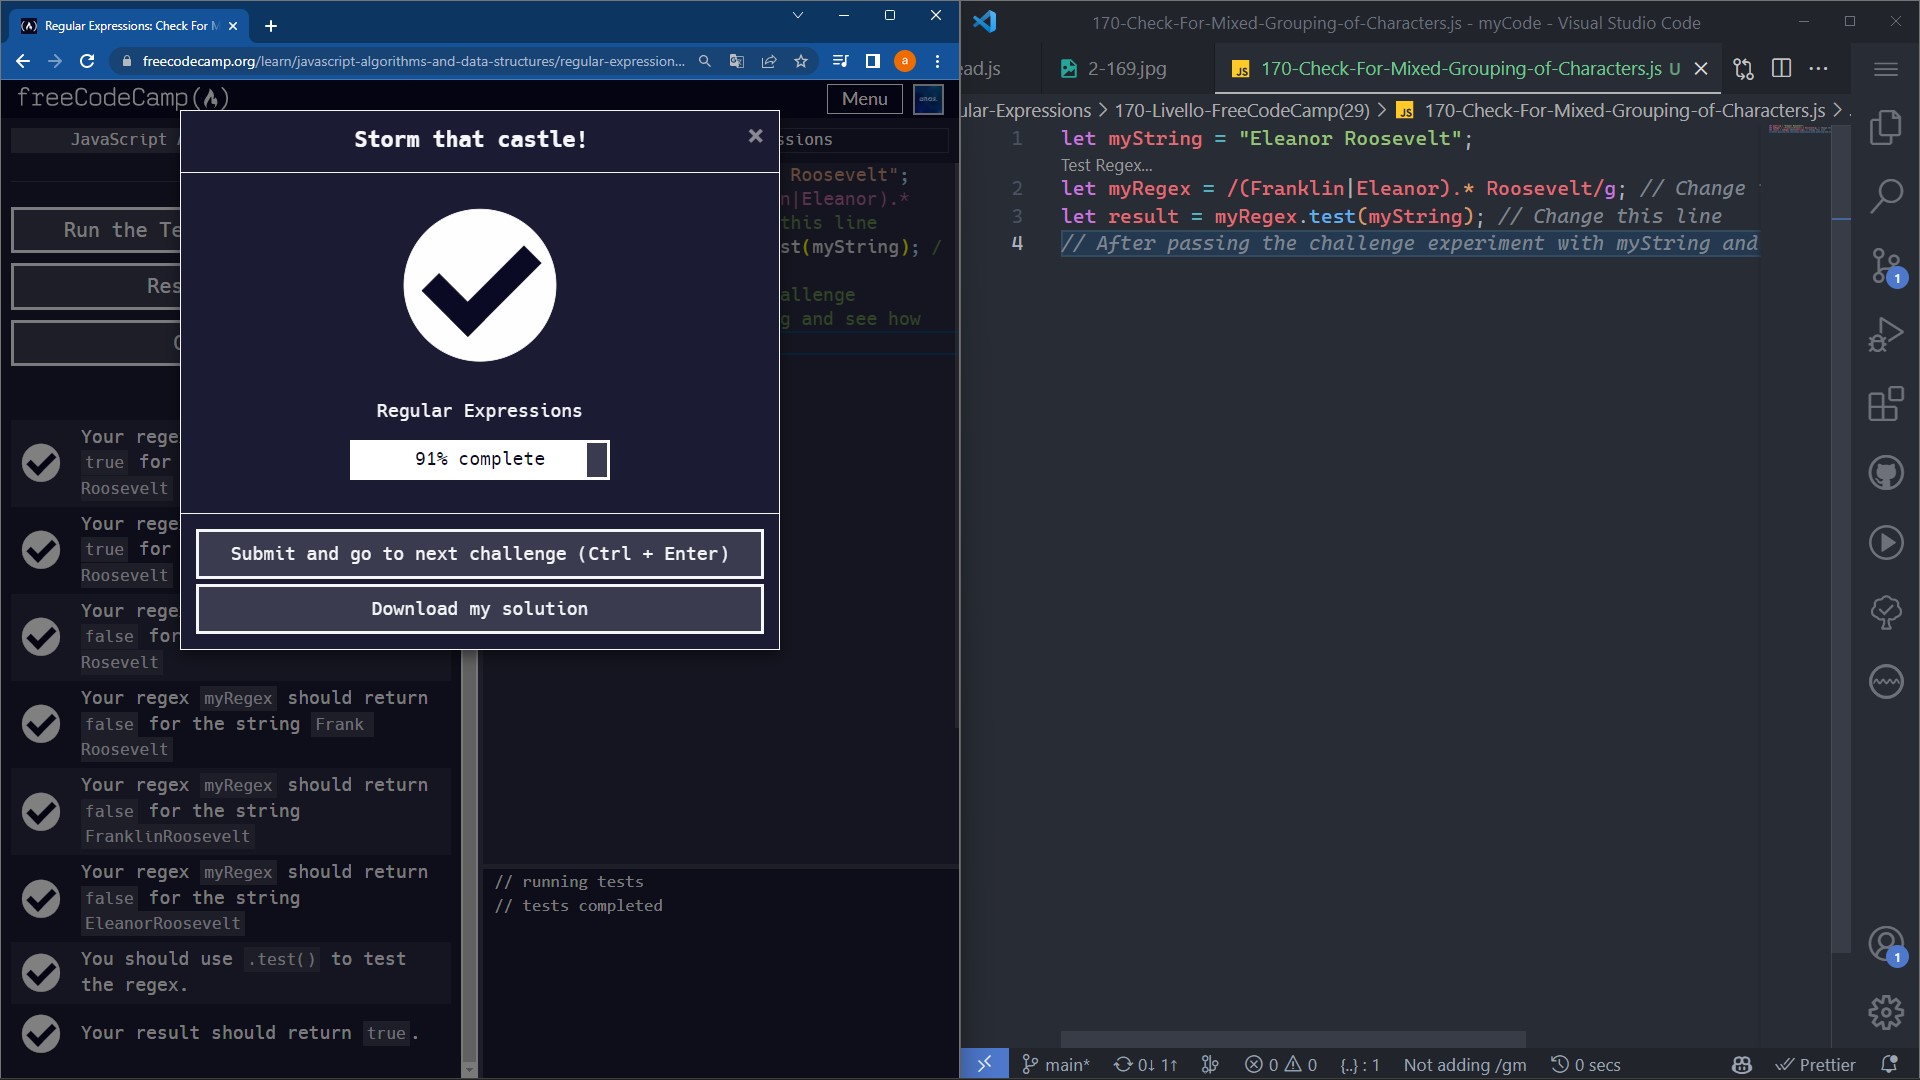 Regular Expressions: Check For M
freecodecamp.org/learn/javascript-algorithms-and-data-structures/regular-expression...
a
freeCodeCamp
Menu
anas.
JavaScript
ssions
Run the Te
Res
Roosevelt";
n|Eleanor).*
this line
st(myString); /
allenge
g and see how
Storm that castle!
Regular Expressions
91% complete
Submit and go to next challenge (Ctrl + Enter)
Download my solution
Your rege
true for
Roosevelt
Your rege
true for
Roosevelt
Your rege
false for
Rosevelt
Your regex myRegex should return
false for the string Frank
Roosevelt
Your regex myRegex should return
false for the string
FranklinRoosevelt
Your regex myRegex should return
false for the string
EleanorRoosevelt
You should use .test() to test
the regex.
Your result should return true.
// running tests
// tests completed
170-Check-For-Mixed-Grouping-of-Characters.js - myCode - Visual Studio Code
ead.js
2-169.jpg
JS 170-Check-For-Mixed-Grouping-of-Characters.js U
ular-Expressions > 170-Livello-FreeCodeCamp(29) > JS 170-Check-For-Mixed-Grouping-of-Characters.js > .
1 let myString = "Eleanor Roosevelt";
Test Regex...
2 let myRegex = /(Franklin|Eleanor).* Roosevelt/g; // Change
3 let result = myRegex.test(myString); // Change this line
4 // After passing the challenge experiment with myString and
1
1
main* 0↓ 1↑ 0 0 {..} : 1 Not adding /gm 0 secs Prettier